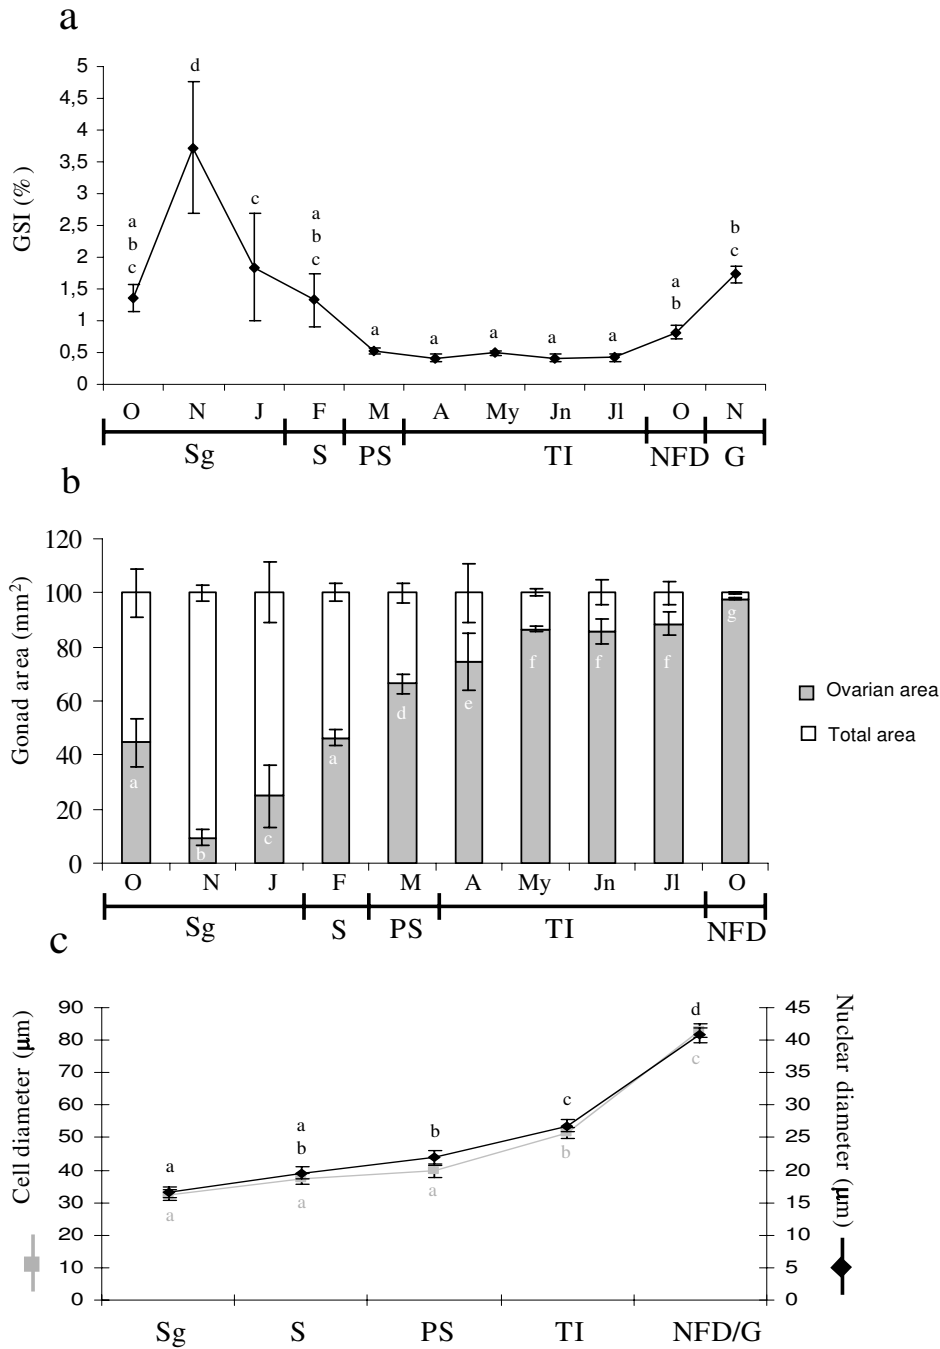 a
5
4,5
4
3,5
3
2,5
2
1,5
1
0,5
0
GSI (%)
a
b
c
d
c
a
b
c
a
a
a
a
a
a
b
b
c
O N J F M A My Jn Jl O N
Sg S PS TI NFD G
b
120
100
80
60
40
20
0
Gonad area (mm²)
a b c a d e f f f g
Ovarian area
Total area
O N J F M A My Jn Jl O
Sg S PS TI NFD
c
90
80
70
60
50
40
30
20
10
0
Cell diameter (μm)
a
a
b
b
c
d
a
a
a
b
c
45
40
35
30
25
20
15
10
5
0
Nuclear diameter (μm)
Sg S PS TI NFD/G